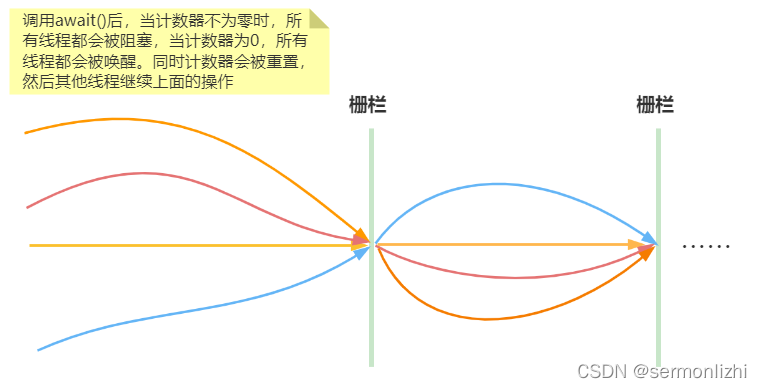 调用await()后，当计数器不为零时，所
有线程都会被阻塞，当计数器为0，所有
线程都会被唤醒。同时计数器会被重置，
然后其他线程继续上面的操作
栅栏
栅栏
······
CSDN @sermonlizhi